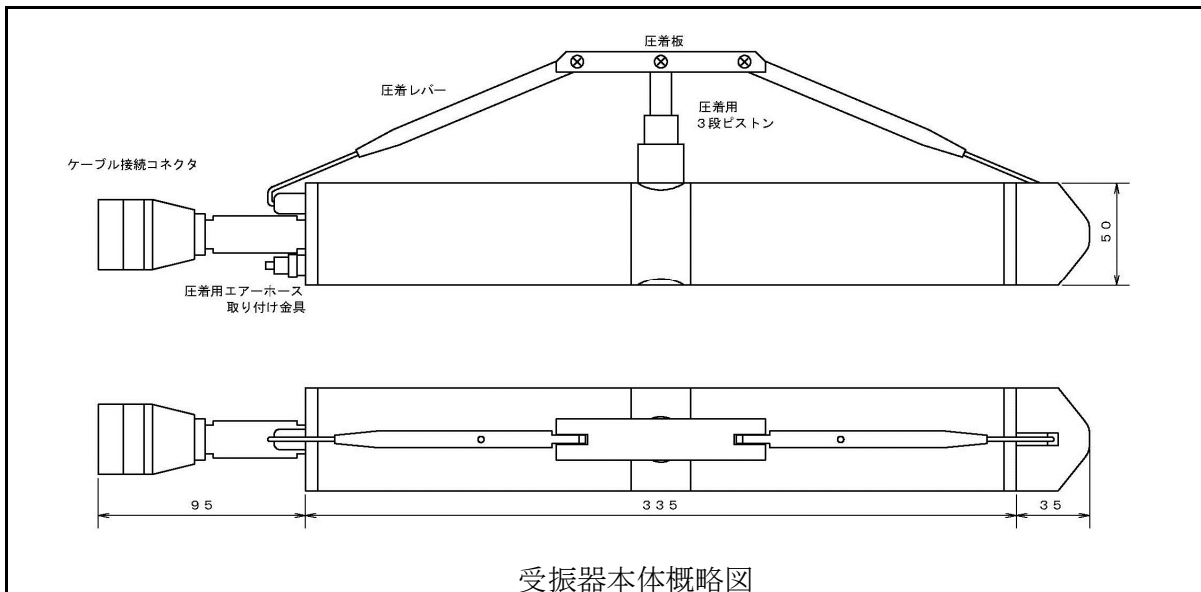 圧着板
圧着レバー
圧着用
3段ピストン
ケーブル接続コネクタ
50
圧着用エアーホース
取り付け金具
95
335
35
受振器本体概略図